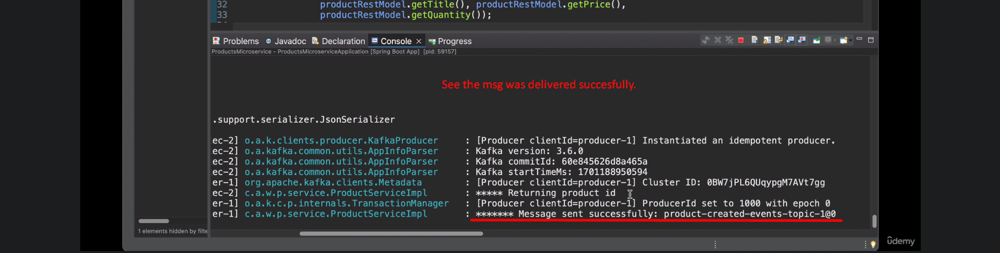 32 productRestModel.getTitle(), productRestModel.getPrice(),
33 productRestModel.getQuantity());
Problems Javadoc Declaration Console Progress
ProductsMicroservice - ProductsMicroserviceApplication [Spring Boot App] [pid: 59157]
See the msg was delivered succesfully.
.support.serializer.JsonSerializer
ec-2] o.a.k.clients.producer.KafkaProducer : [Producer clientId=producer-1] Instantiated an idempotent producer.
ec-2] o.a.kafka.common.utils.AppInfoParser : Kafka version: 3.6.0
ec-2] o.a.kafka.common.utils.AppInfoParser : Kafka commitId: 60e845626d8a465a
ec-2] o.a.kafka.common.utils.AppInfoParser : Kafka startTimeMs: 1701188950594
er-1] org.apache.kafka.clients.Metadata : [Producer clientId=producer-1] Cluster ID: 0BW7jPL6QUqypgM7AVt7gg
ec-2] c.a.w.p.service.ProductServiceImpl : ***** Returning product id
er-1] o.a.k.c.p.internals.TransactionManager : [Producer clientId=producer-1] ProducerId set to 1000 with epoch 0
er-1] c.a.w.p.service.ProductServiceImpl : ******* Message sent successfully: product-created-events-topic-1@0
1 elements hidden by filte
ûdemy